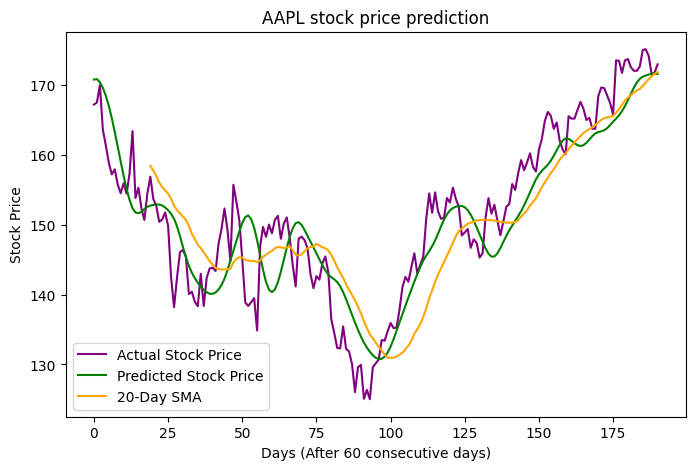 AAPL stock price prediction
Stock Price
170
160
150
140
130
Actual Stock Price
Predicted Stock Price
20-Day SMA
0 25 50 75 100 125 150 175
Days (After 60 consecutive days)